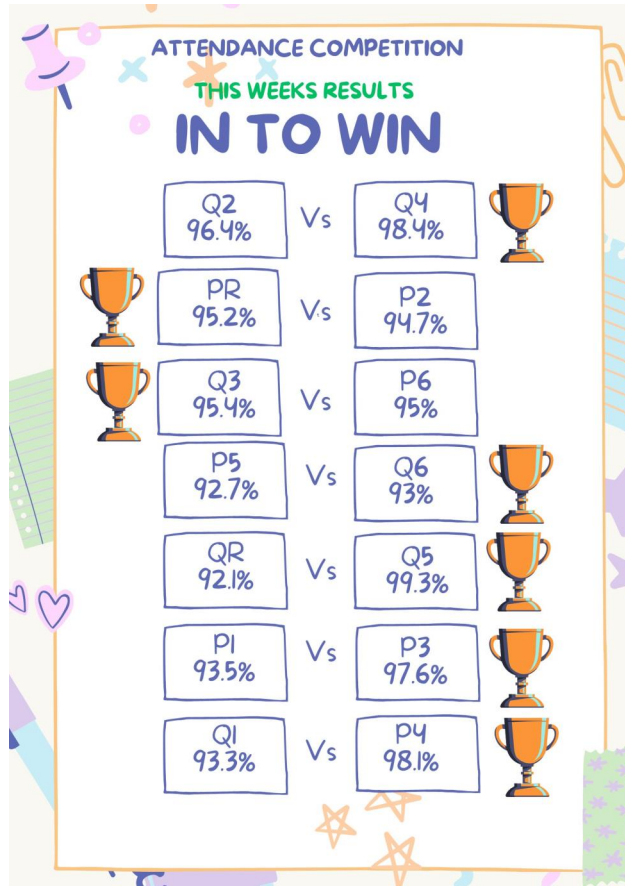 ATTENDANCE COMPETITION
THIS WEEKS RESULTS
IN TO WIN
Q2 Vs Q4
96.4% 98.4%
PR Vs P2
95.2% 94.7%
Q3 Vs P6
95.4% 95%
P5 Vs Q6
92.7% 93%
QR Vs Q5
92.1% 99.3%
P1 Vs P3
93.5% 97.6%
Q1 Vs P4
93.3% 98.1%